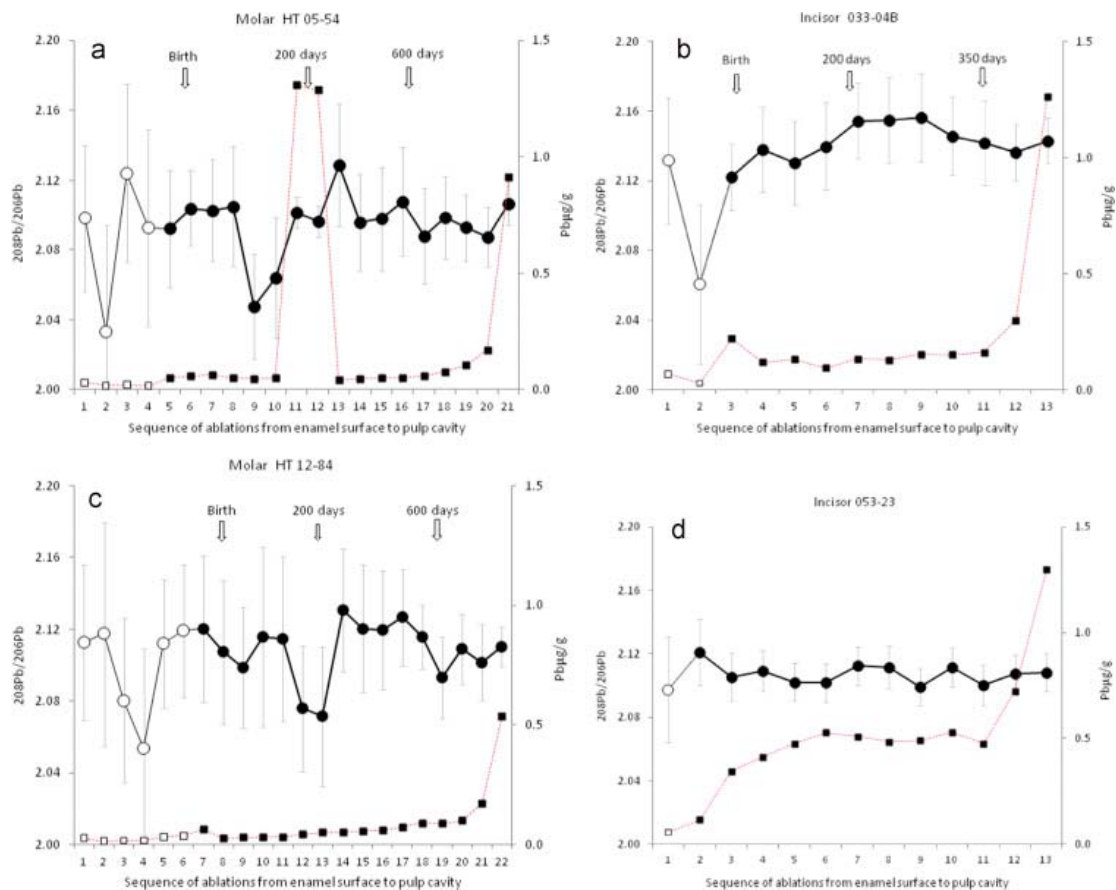 Molar HT 05-54
a
Birth
200 days
600 days
2.20
2.16
2.12
2.08
2.04
2.00
208Pb/206Pb
1.5
1.0
0.5
0.0
Pbµg/g
1 2 3 4 5 6 7 8 9 10 11 12 13 14 15 16 17 18 19 20 21
Sequence of ablations from enamel surface to pulp cavity
Incisor 033-04B
b
Birth
200 days
350 days
2.20
2.16
2.12
2.08
2.04
2.00
208Pb/206Pb
1.5
1.0
0.5
0.0
Pbµg/g
1 2 3 4 5 6 7 8 9 10 11 12 13
Sequence of ablations from enamel surface to pulp cavity
Molar HT 12-84
c
Birth
200 days
600 days
2.20
2.16
2.12
2.08
2.04
2.00
208Pb/206Pb
1.5
1.0
0.5
0.0
Pbµg/g
1 2 3 4 5 6 7 8 9 10 11 12 13 14 15 16 17 18 19 20 21 22
Sequence of ablations from enamel surface to pulp cavity
Incisor 053-23
d
2.20
2.16
2.12
2.08
2.04
2.00
208Pb/206Pb
1.5
1.0
0.5
0.0
Pbµg/g
1 2 3 4 5 6 7 8 9 10 11 12 13
Sequence of ablations from enamel surface to pulp cavity